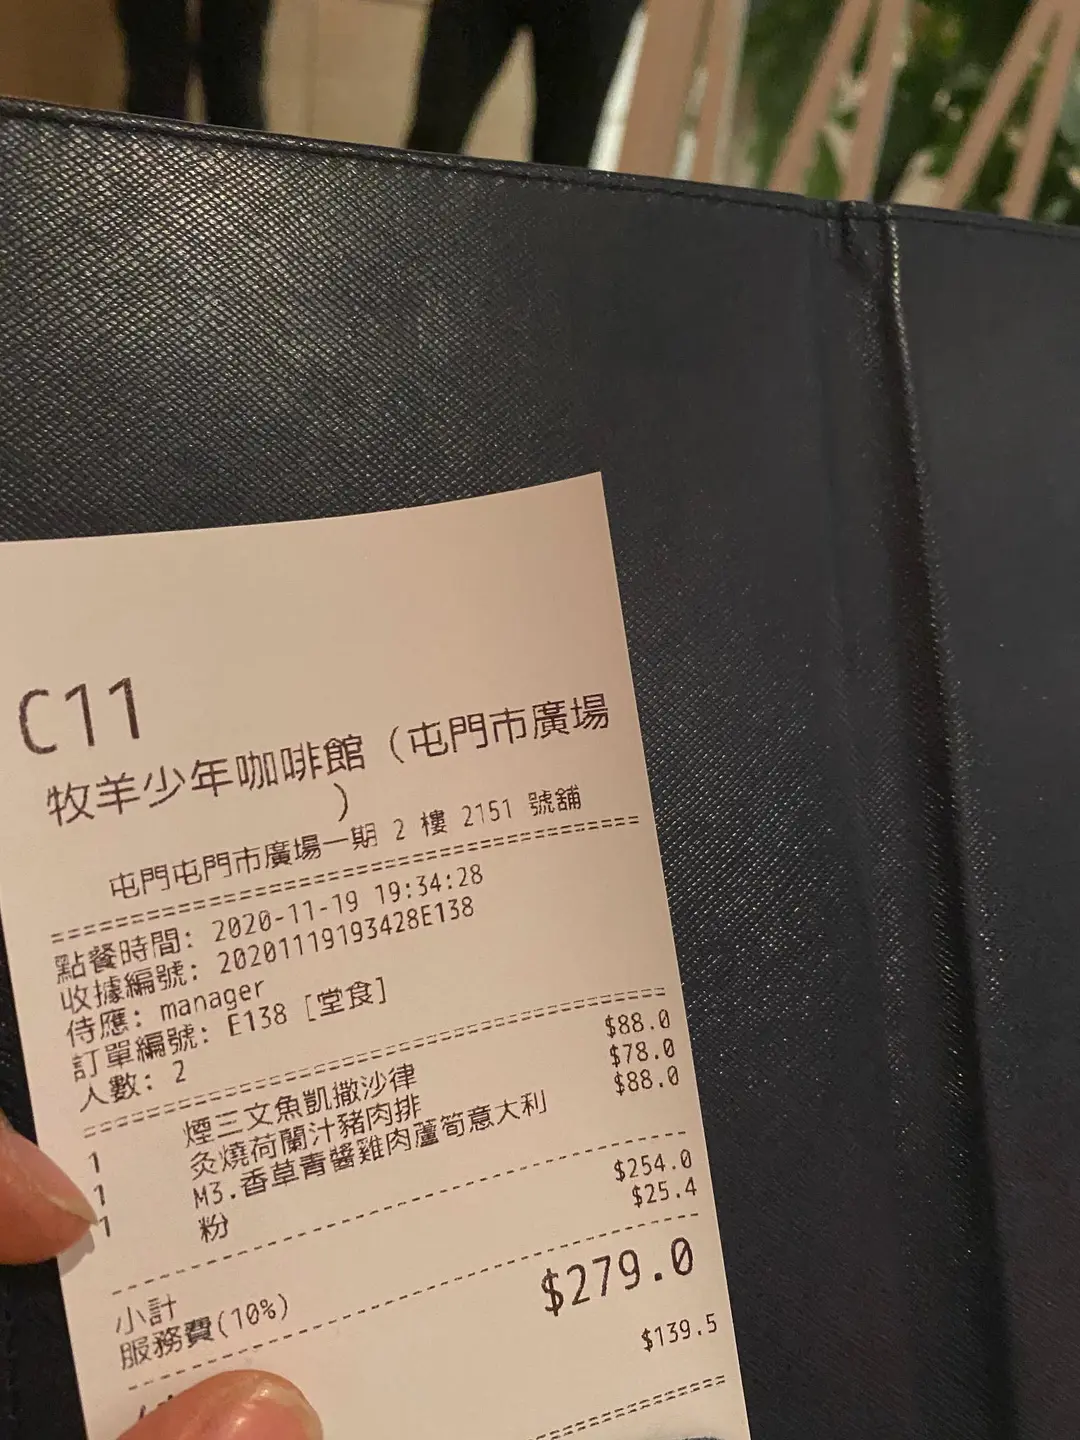 C11
牧羊少年咖啡館 (屯門市廣場
)
屯門屯門市廣場一期 2 樓 2151 號舖
點餐時間: 2020-11-19 19:34:28
收據編號: 20201119193428E138
侍應: manager
訂單編號: E138 [堂食]
人數: 2
1 煙三文魚凱撒沙律 $88.0
1 灸燒荷蘭汁豬肉排 $78.0
1 M3.香草青醬雞肉蘆筍意大利 $88.0
粉
小計 $254.0
服務費(10%) $25.4
$279.0
$139.5